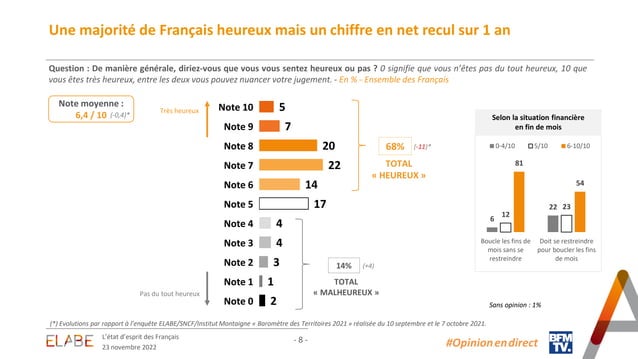 Une majorité de Français heureux mais un chiffre en net recul sur 1 an
Question : De manière générale, diriez-vous que vous vous sentez heureux ou pas ? 0 signifie que vous n'êtes pas du tout heureux, 10 que
vous êtes très heureux, entre les deux vous pouvez nuancer votre jugement. - En % - Ensemble des Français
Note moyenne :
6,4 / 10 (-0,4)*
Très heureux
Note 10 5
Note 9 7
Note 8 20
Note 7 22
Note 6 14
Note 5 17
Note 4 4
Note 3 4
Note 2 3
Note 1 1
Note 0 2
Pas du tout heureux
68% (-11)*
TOTAL
« HEUREUX »
14% (+4)
TOTAL
« MALHEUREUX »
Selon la situation financière
en fin de mois
0-4/10 5/10 6-10/10
6 12 81
22 23 54
Boucle les fins de
mois sans se
restreindre
Doit se restreindre
pour boucler les fins
de mois
Sans opinion : 1%
(*) Evolutions par rapport à l'enquête ELABE/SNCF/Institut Montaigne « Baromètre des Territoires 2021 » réalisée du 10 septembre et le 7 octobre 2021.
ELABE
L'état d'esprit des Français
23 novembre 2022
- 8 -
#Opinion en direct
BFM
TV.